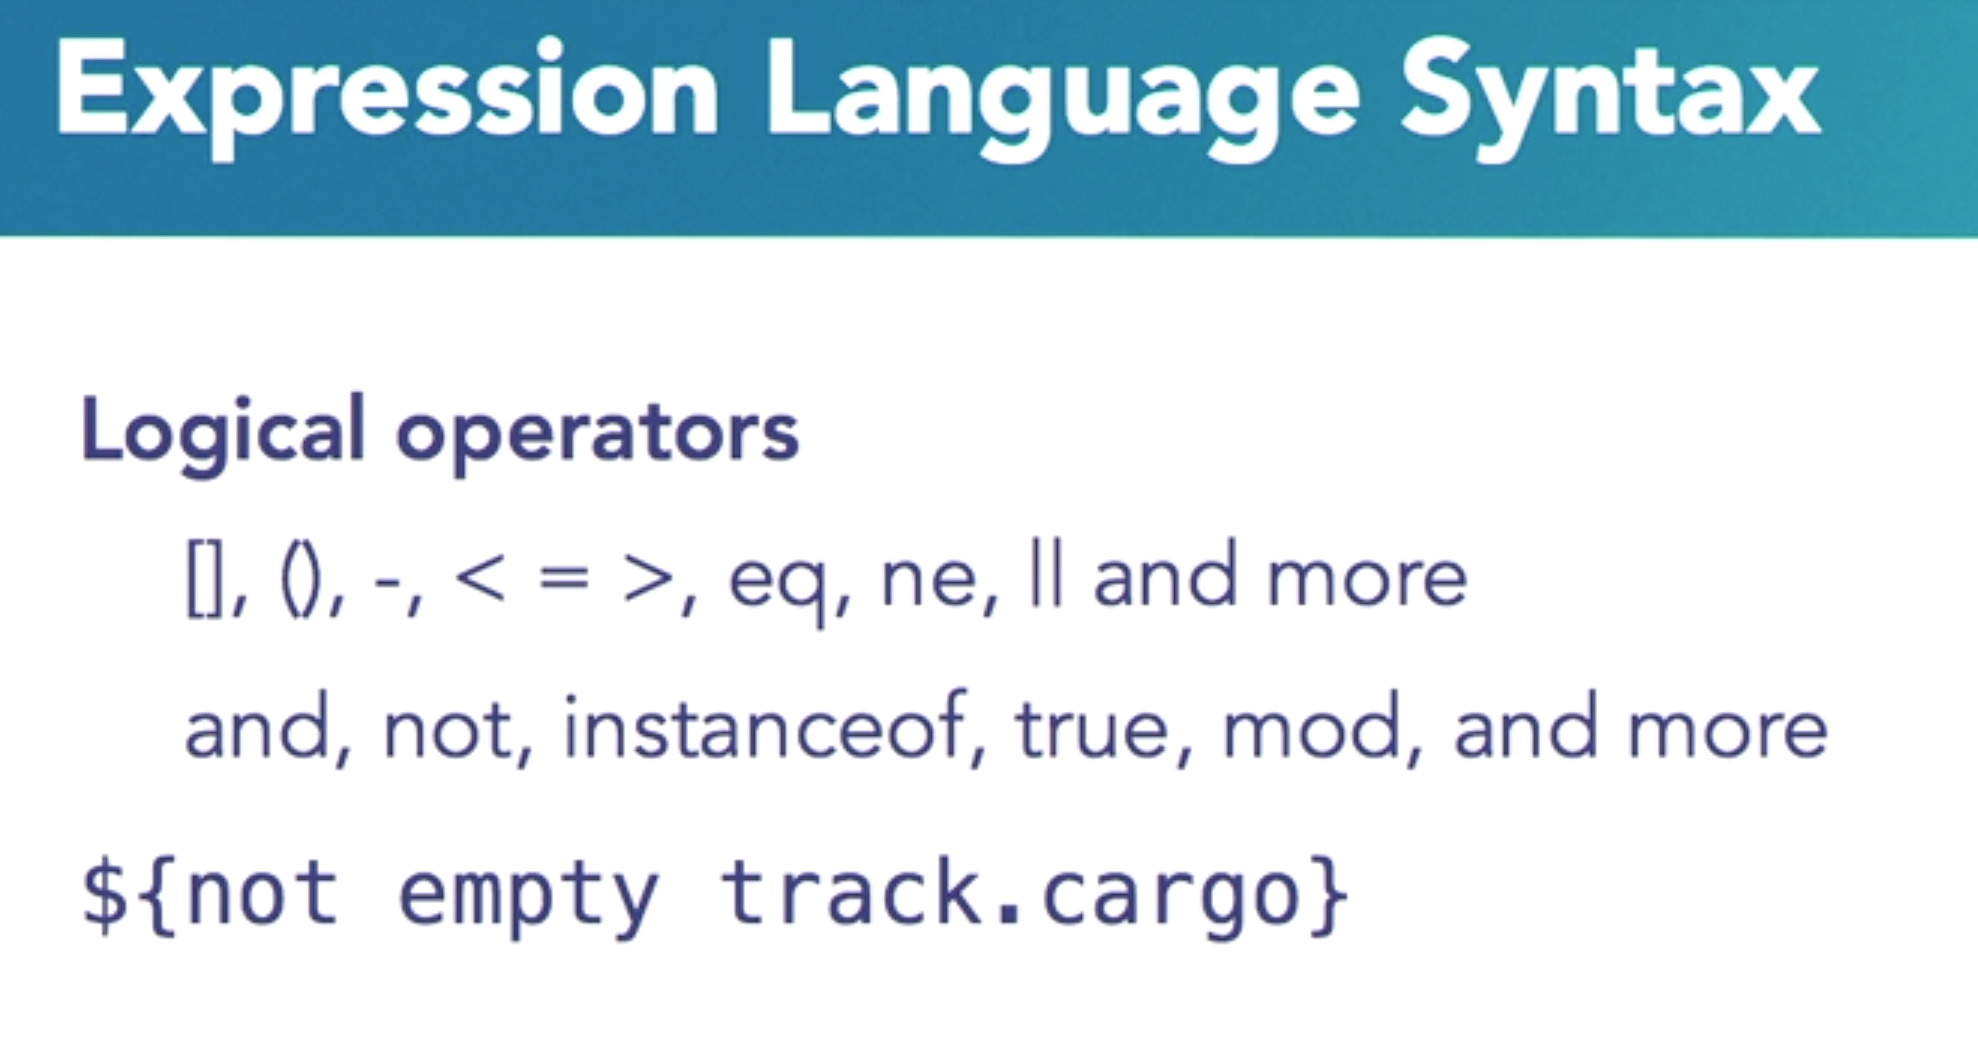 Expression Language Syntax
Logical operators
[], (), -, < = >, eq, ne, || and more
and, not, instanceof, true, mod, and more
${not empty track.cargo}